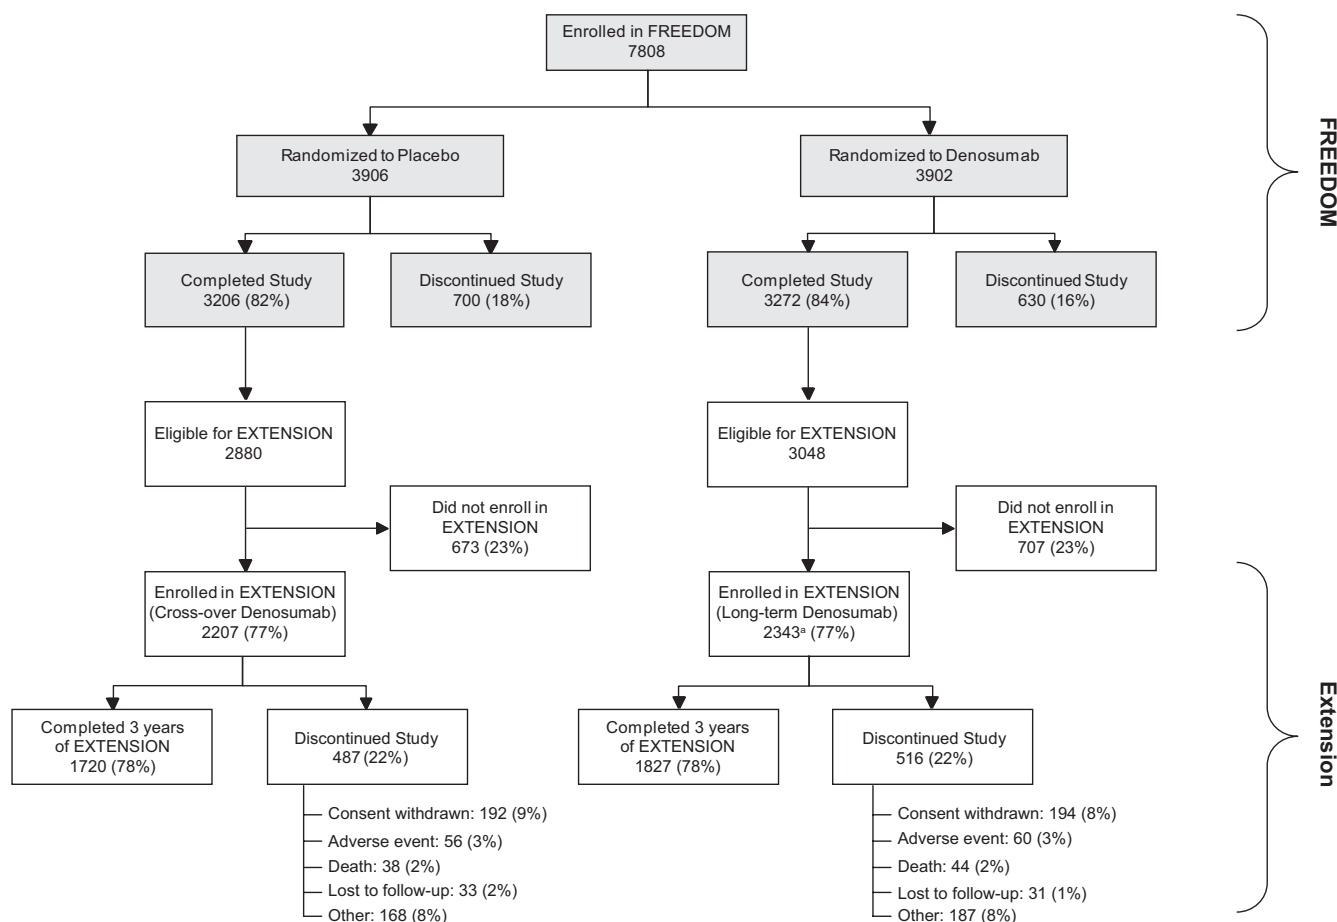 Enrolled in FREEDOM
7808
Randomized to Placebo
3906
Randomized to Denosumab
3902
Completed Study
3206 (82%)
Discontinued Study
700 (18%)
Completed Study
3272 (84%)
Discontinued Study
630 (16%)
FREEDOM
Eligible for EXTENSION
2880
Eligible for EXTENSION
3048
Did not enroll in
EXTENSION
673 (23%)
Did not enroll in
EXTENSION
707 (23%)
Enrolled in EXTENSION
(Cross-over Denosumab)
2207 (77%)
Enrolled in EXTENSION
(Long-term Denosumab)
2343ᵃ (77%)
Completed 3 years
of EXTENSION
1720 (78%)
Discontinued Study
487 (22%)
Completed 3 years
of EXTENSION
1827 (78%)
Discontinued Study
516 (22%)
Extension
Consent withdrawn: 192 (9%)
Adverse event: 56 (3%)
Death: 38 (2%)
Lost to follow-up: 33 (2%)
Other: 168 (8%)
Consent withdrawn: 194 (8%)
Adverse event: 60 (3%)
Death: 44 (2%)
Lost to follow-up: 31 (1%)
Other: 187 (8%)